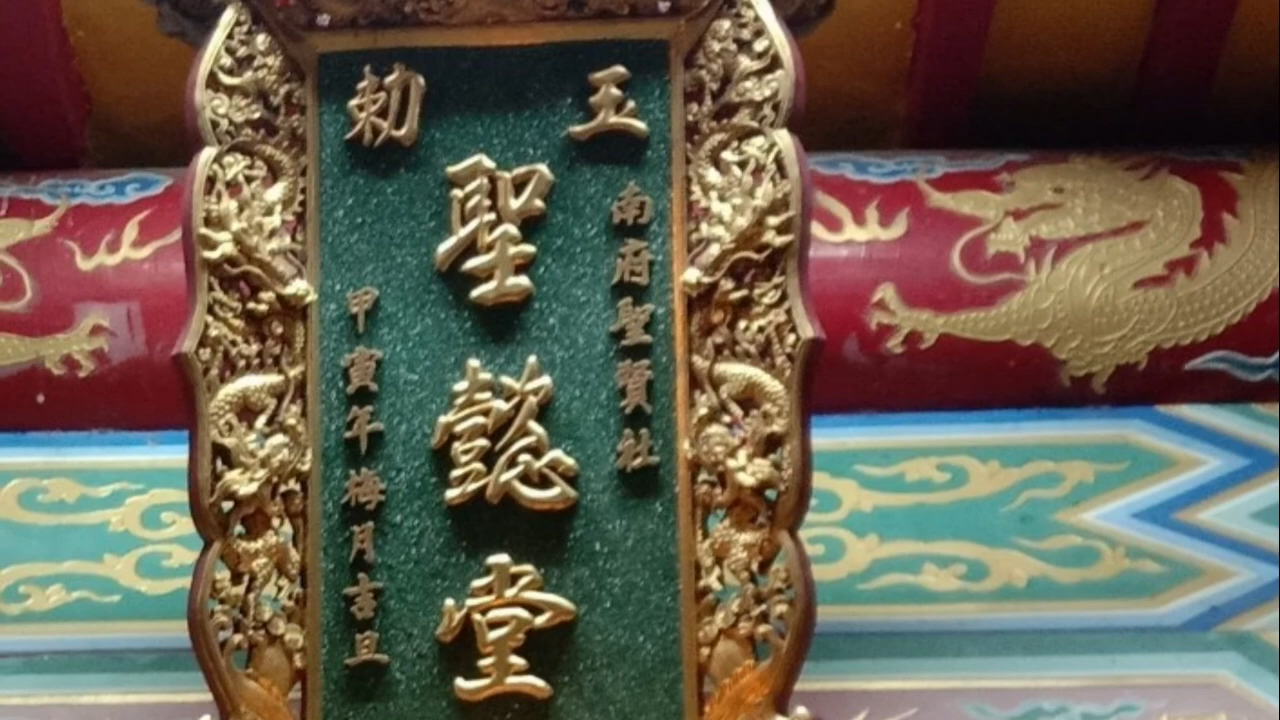 玉
勅
南府聖賢社
聖懿堂
甲寅年梅月吉旦